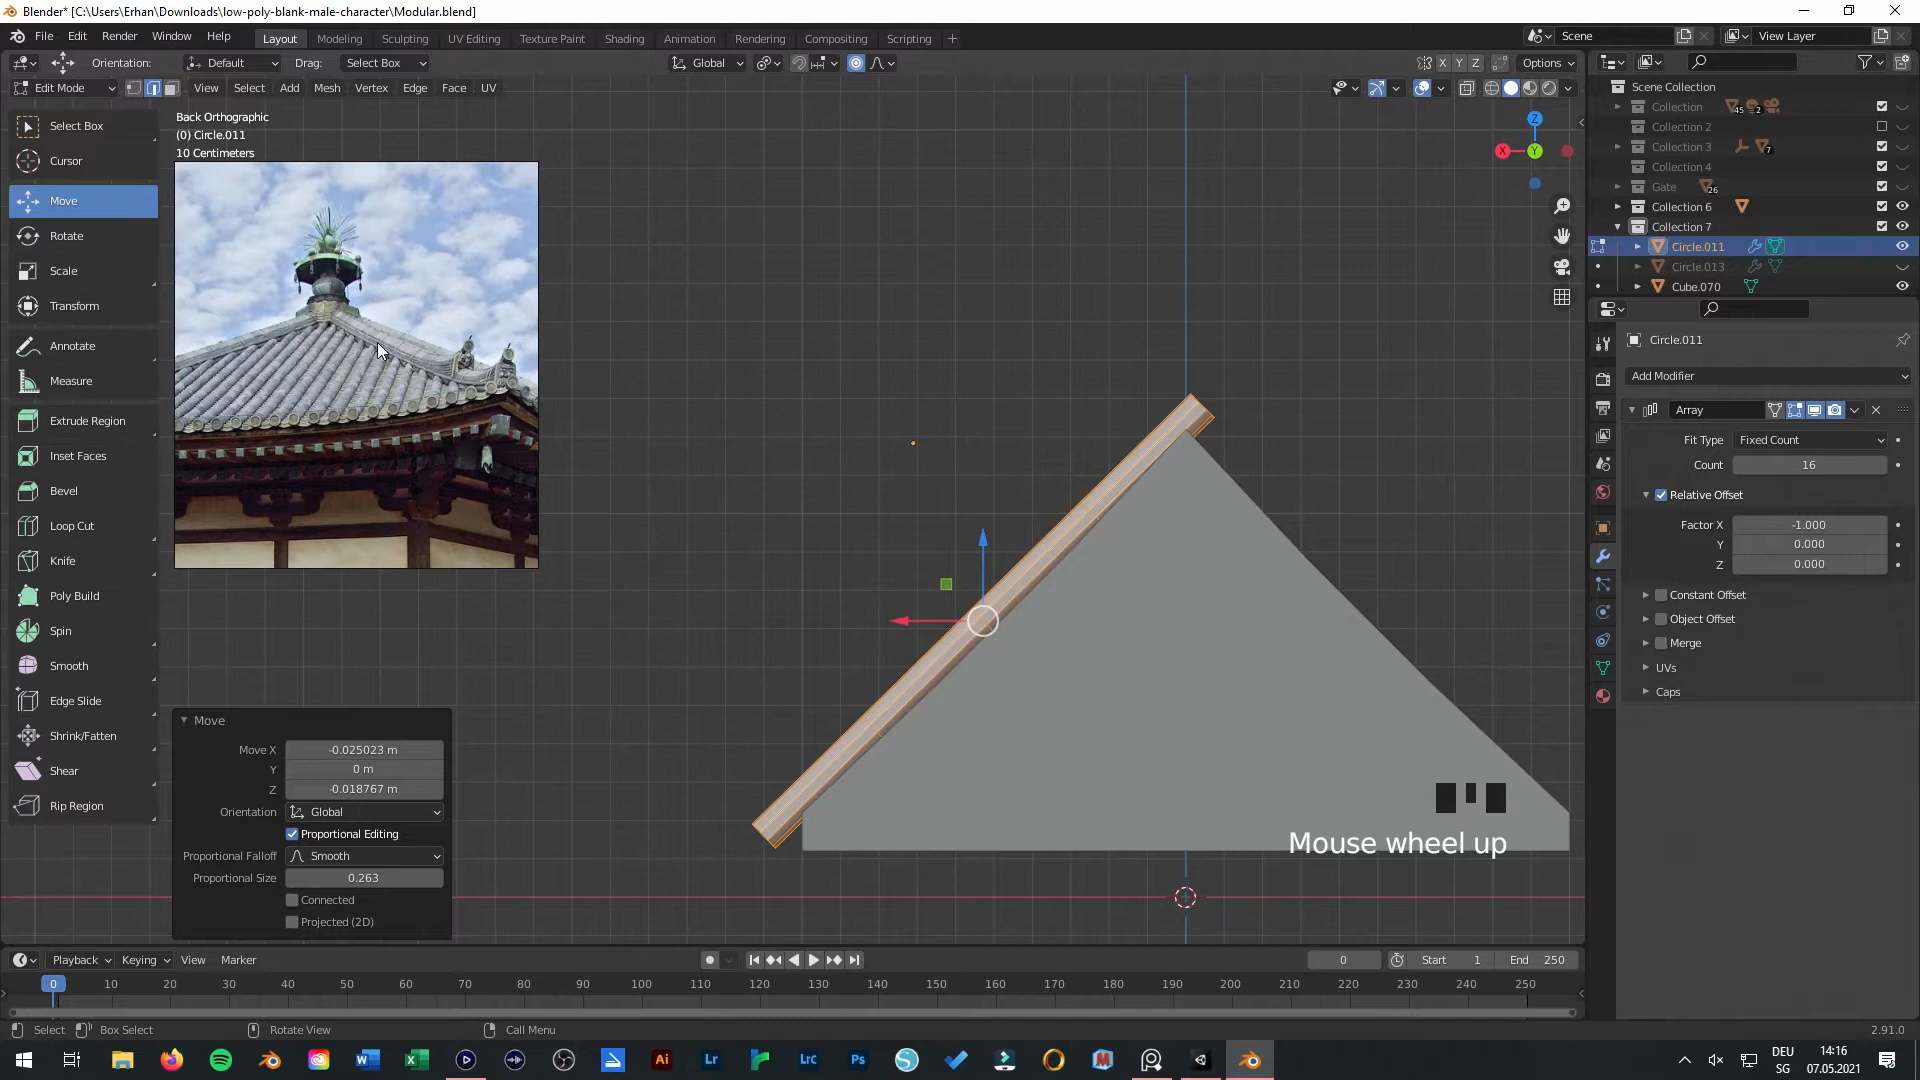 Blender* [C:\Users\Erhan\Downloads\low-poly-blank-male-character\Modular.blend]
File Edit Render Window Help
Layout Modeling Sculpting UV Editing Texture Paint Shading Animation Rendering Compositing Scripting
Scene
View Layer
Orientation: Default Drag: Select Box
Global
X Y Z Options
Edit Mode View Select Add Mesh Vertex Edge Face UV
Back Orthographic
(0) Circle.011
10 Centimeters
Select Box
Cursor
Move
Rotate
Scale
Transform
Annotate
Measure
Extrude Region
Inset Faces
Bevel
Loop Cut
Knife
Poly Build
Spin
Smooth
Edge Slide
Shrink/Fatten
Shear
Rip Region
Move
Move X -0.025023 m
Y 0 m
Z -0.018767 m
Orientation Global
Proportional Editing
Proportional Falloff Smooth
Proportional Size 0.263
Connected
Projected (2D)
Z
X
Y
Mouse wheel up
Scene Collection
Collection 45 2
Collection 2
Collection 3 7
Collection 4
Gate 26
Collection 6
Collection 7
Circle.011
Circle.013
Cube.070
Circle.011
Add Modifier
Array
Fit Type Fixed Count
Count 16
Relative Offset
Factor X -1.000
Y 0.000
Z 0.000
Constant Offset
Object Offset
Merge
UVs
Caps
Playback Keying View Marker
0 Start 1 End 250
0 10 20 30 40 50 60 70 80 90 100 110 120 130 140 150 160 170 180 190 200 210 220 230 240 250
Select Box Select Rotate View Call Menu
2.91.0
Ai Lr Lrc Ps
DEU
SG
14:16
07.05.2021